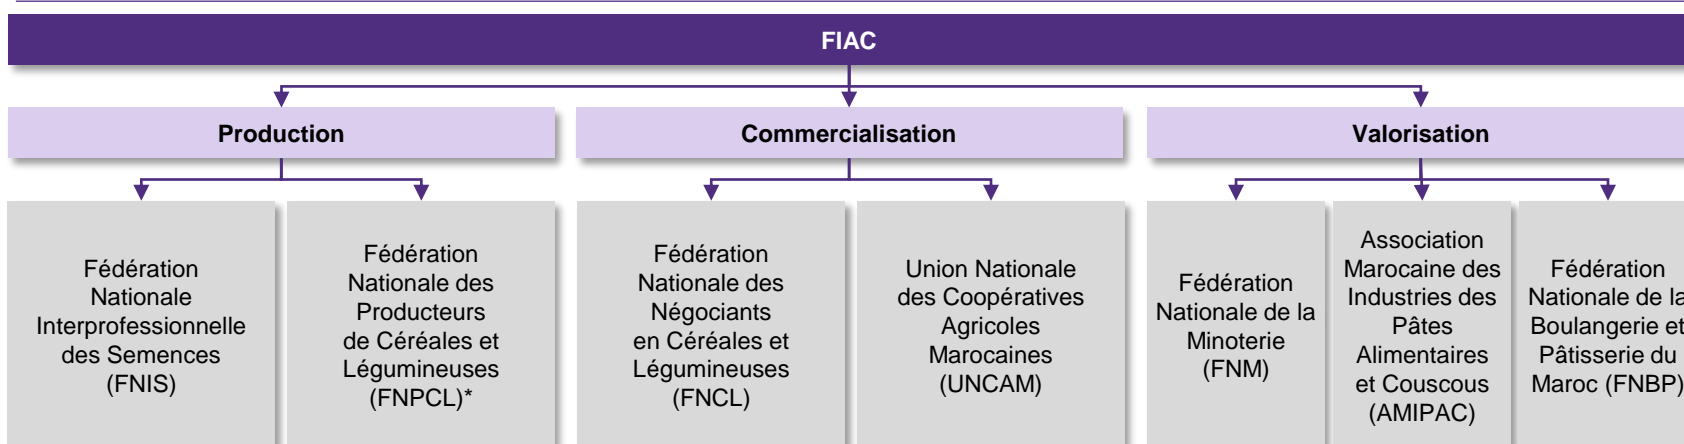 FIAC
Production
Commercialisation
Valorisation
Fédération
Nationale
Interprofessionnelle
des Semences
(FNIS)
Fédération
Nationale des
Producteurs
de Céréales et
Légumineuses
(FNPCL)*
Fédération
Nationale des
Négociants
en Céréales et
Légumineuses
(FNCL)
Union Nationale
des Coopératives
Agricoles
Marocaines
(UNCAM)
Fédération
Nationale de la
Minoterie
(FNM)
Association
Marocaine des
Industries des
Pâtes
Alimentaires
et Couscous
(AMIPAC)
Fédération
Nationale de la
Boulangerie et
Pâtisserie du
Maroc (FNBP)